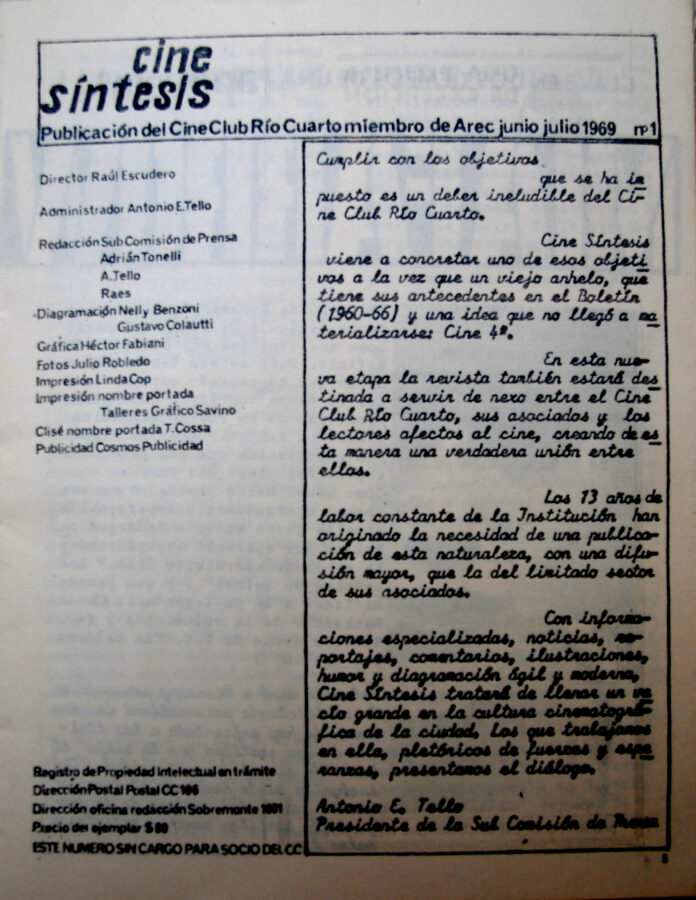 cine
síntesis
Publicación del CineClub Río Cuarto miembro de Arec junio julio 1969 nº1
Director Raúl Escudero
Administrador Antonio E.Tello
Redacción Sub Comisión de Prensa
Adrián Tonelli
A.Tello
Raes
Diagramación Nelly Benzoni
Gustavo Colautti
Gráfica Héctor Fabiani
Fotos Julio Robledo
Impresión Linda Cop
Impresión nombre portada
Talleres Gráfico Savino
Clisé nombre portada T.Cossa
Publicidad Cosmos Publicidad
Registro de Propiedad Intelectual en trámite
Dirección Postal Postal CC 186
Dirección oficina redacción Sobremonte
Precio del ejemplar $
ESTE NUMERO SIN CARGO PARA SOCIO DEL CC
Cumplir con los objetivos
que se ha im
puesto es un deber ineludible del Ci-
ne Club Río Cuarto.
Cine Síntesis
viene a concretar uno de esos objeti
vos a la vez que un viejo anhelo, que
tiene sus antecedentes en el Boletín
(1960-66) y una idea que no llegó a ma
terializarse: Cine 4º.
En esta nue-
va etapa la revista también estará des
tinada a servir de nexo entre el Cine
Club Río Cuarto, sus asociados y los
lectores afectos al cine, creando de es
ta manera una verdadera unión entre
ellos.
Los 13 años de
labor constante de la Institución han
originado la necesidad de una publica-
ción de esta naturaleza, con una difu-
sión mayor, que la del limitado sector
de sus asociados.
Con informa-
ciones especializadas, noticias, re-
portajes, comentarios, ilustraciones,
humor y diagramación ágil y moderna,
Cine Síntesis tratará de llenar un va
cío grande en la cultura cinematográ-
fica de la ciudad. Los que trabajamos
en ella, pletóricos de fuerzas y espe
ranzas, presentamos el diálogo.
Antonio E. Tello
Presidente de la Sub Comisión de Prensa